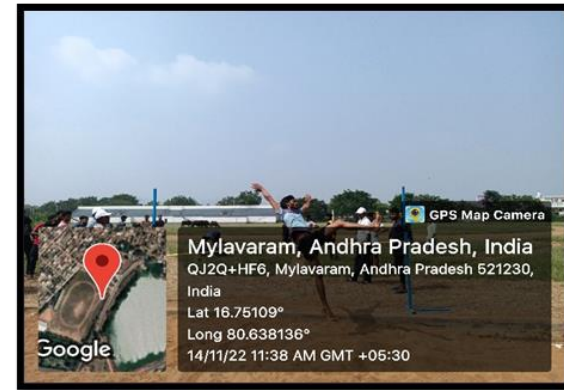 GPS Map Camera
Mylavaram, Andhra Pradesh, India
QJ2Q+HF6, Mylavaram, Andhra Pradesh 521230,
India
Lat 16.75109°
Long 80.638136°
14/11/22 11:38 AM GMT +05:30
Google